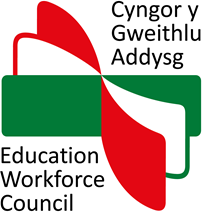 Cyngor y
Gweithlu
Addysg
Education
Workforce
Council